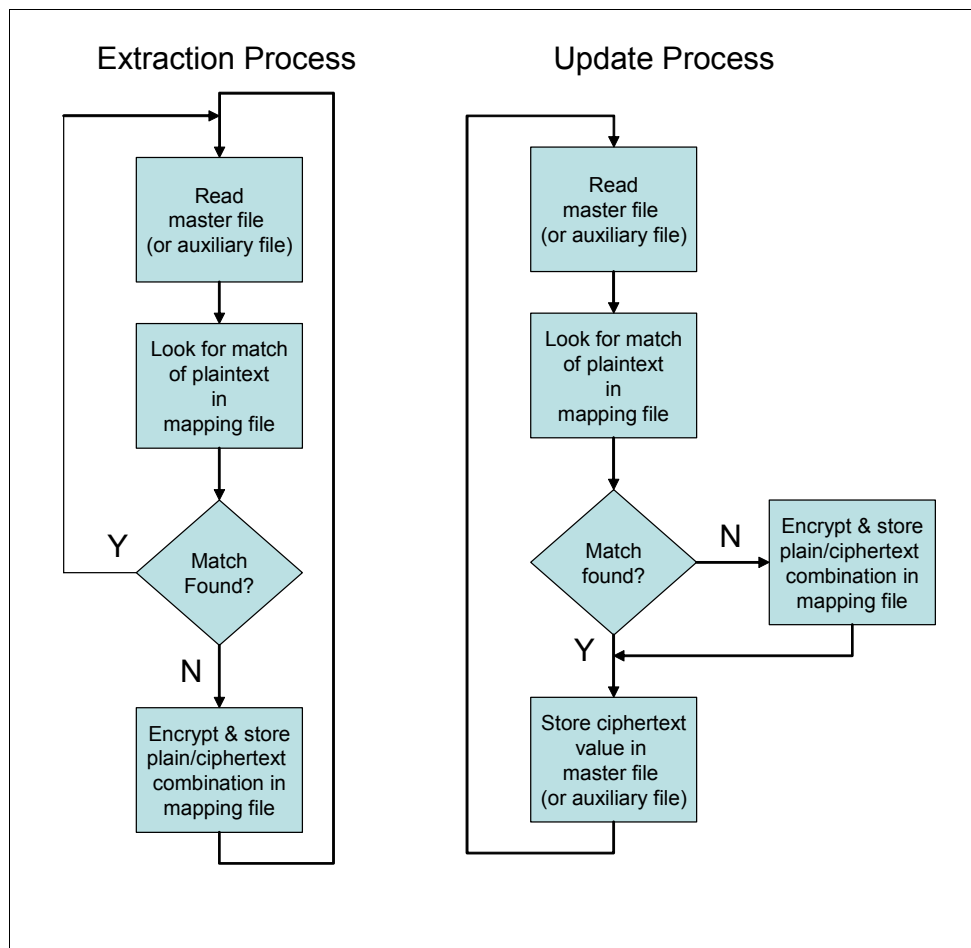 Extraction Process
Read
master file
(or auxiliary file)
Look for match
of plaintext
in
mapping file
Y
Match
Found?
N
Encrypt & store
plain/ciphertext
combination in
mapping file
Update Process
Read
master file
(or auxiliary file)
Look for match
of plaintext
in
mapping file
Match
found?
N
Encrypt & store
plain/ciphertext
combination in
mapping file
Y
Store ciphertext
value in
master file
(or auxiliary file)